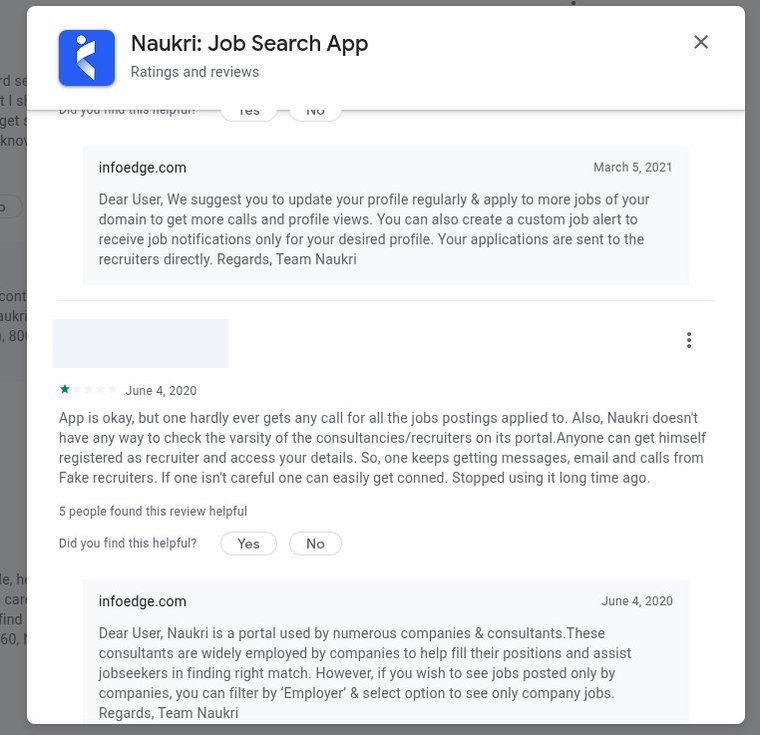 Naukri: Job Search App
Ratings and reviews
Did you find this helpful?
Yes
No
infoedge.com
March 5, 2021
Dear User, We suggest you to update your profile regularly & apply to more jobs of your
domain to get more calls and profile views. You can also create a custom job alert to
receive job notifications only for your desired profile. Your applications are sent to the
recruiters directly. Regards, Team Naukri
June 4, 2020
App is okay, but one hardly ever gets any call for all the jobs postings applied to. Also, Naukri doesn't
have any way to check the varsity of the consultancies/recruiters on its portal.Anyone can get himself
registered as recruiter and access your details. So, one keeps getting messages, email and calls from
Fake recruiters. If one isn't careful one can easily get conned. Stopped using it long time ago.
5 people found this review helpful
Did you find this helpful?
Yes
No
infoedge.com
June 4, 2020
Dear User, Naukri is a portal used by numerous companies & consultants.These
consultants are widely employed by companies to help fill their positions and assist
jobseekers in finding right match. However, if you wish to see jobs posted only by
companies, you can filter by ‘Employer’ & select option to see only company jobs.
Regards, Team Naukri